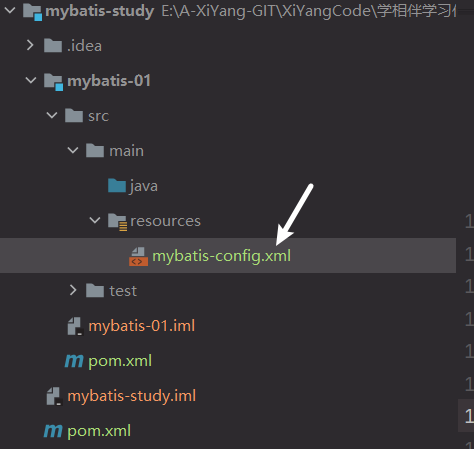 mybatis-study E:\A-XiYang-GIT\XiYangCode\学相伴学习
.idea
mybatis-01
src
main
java
resources
mybatis-config.xml
test
mybatis-01.iml
pom.xml
mybatis-study.iml
pom.xml